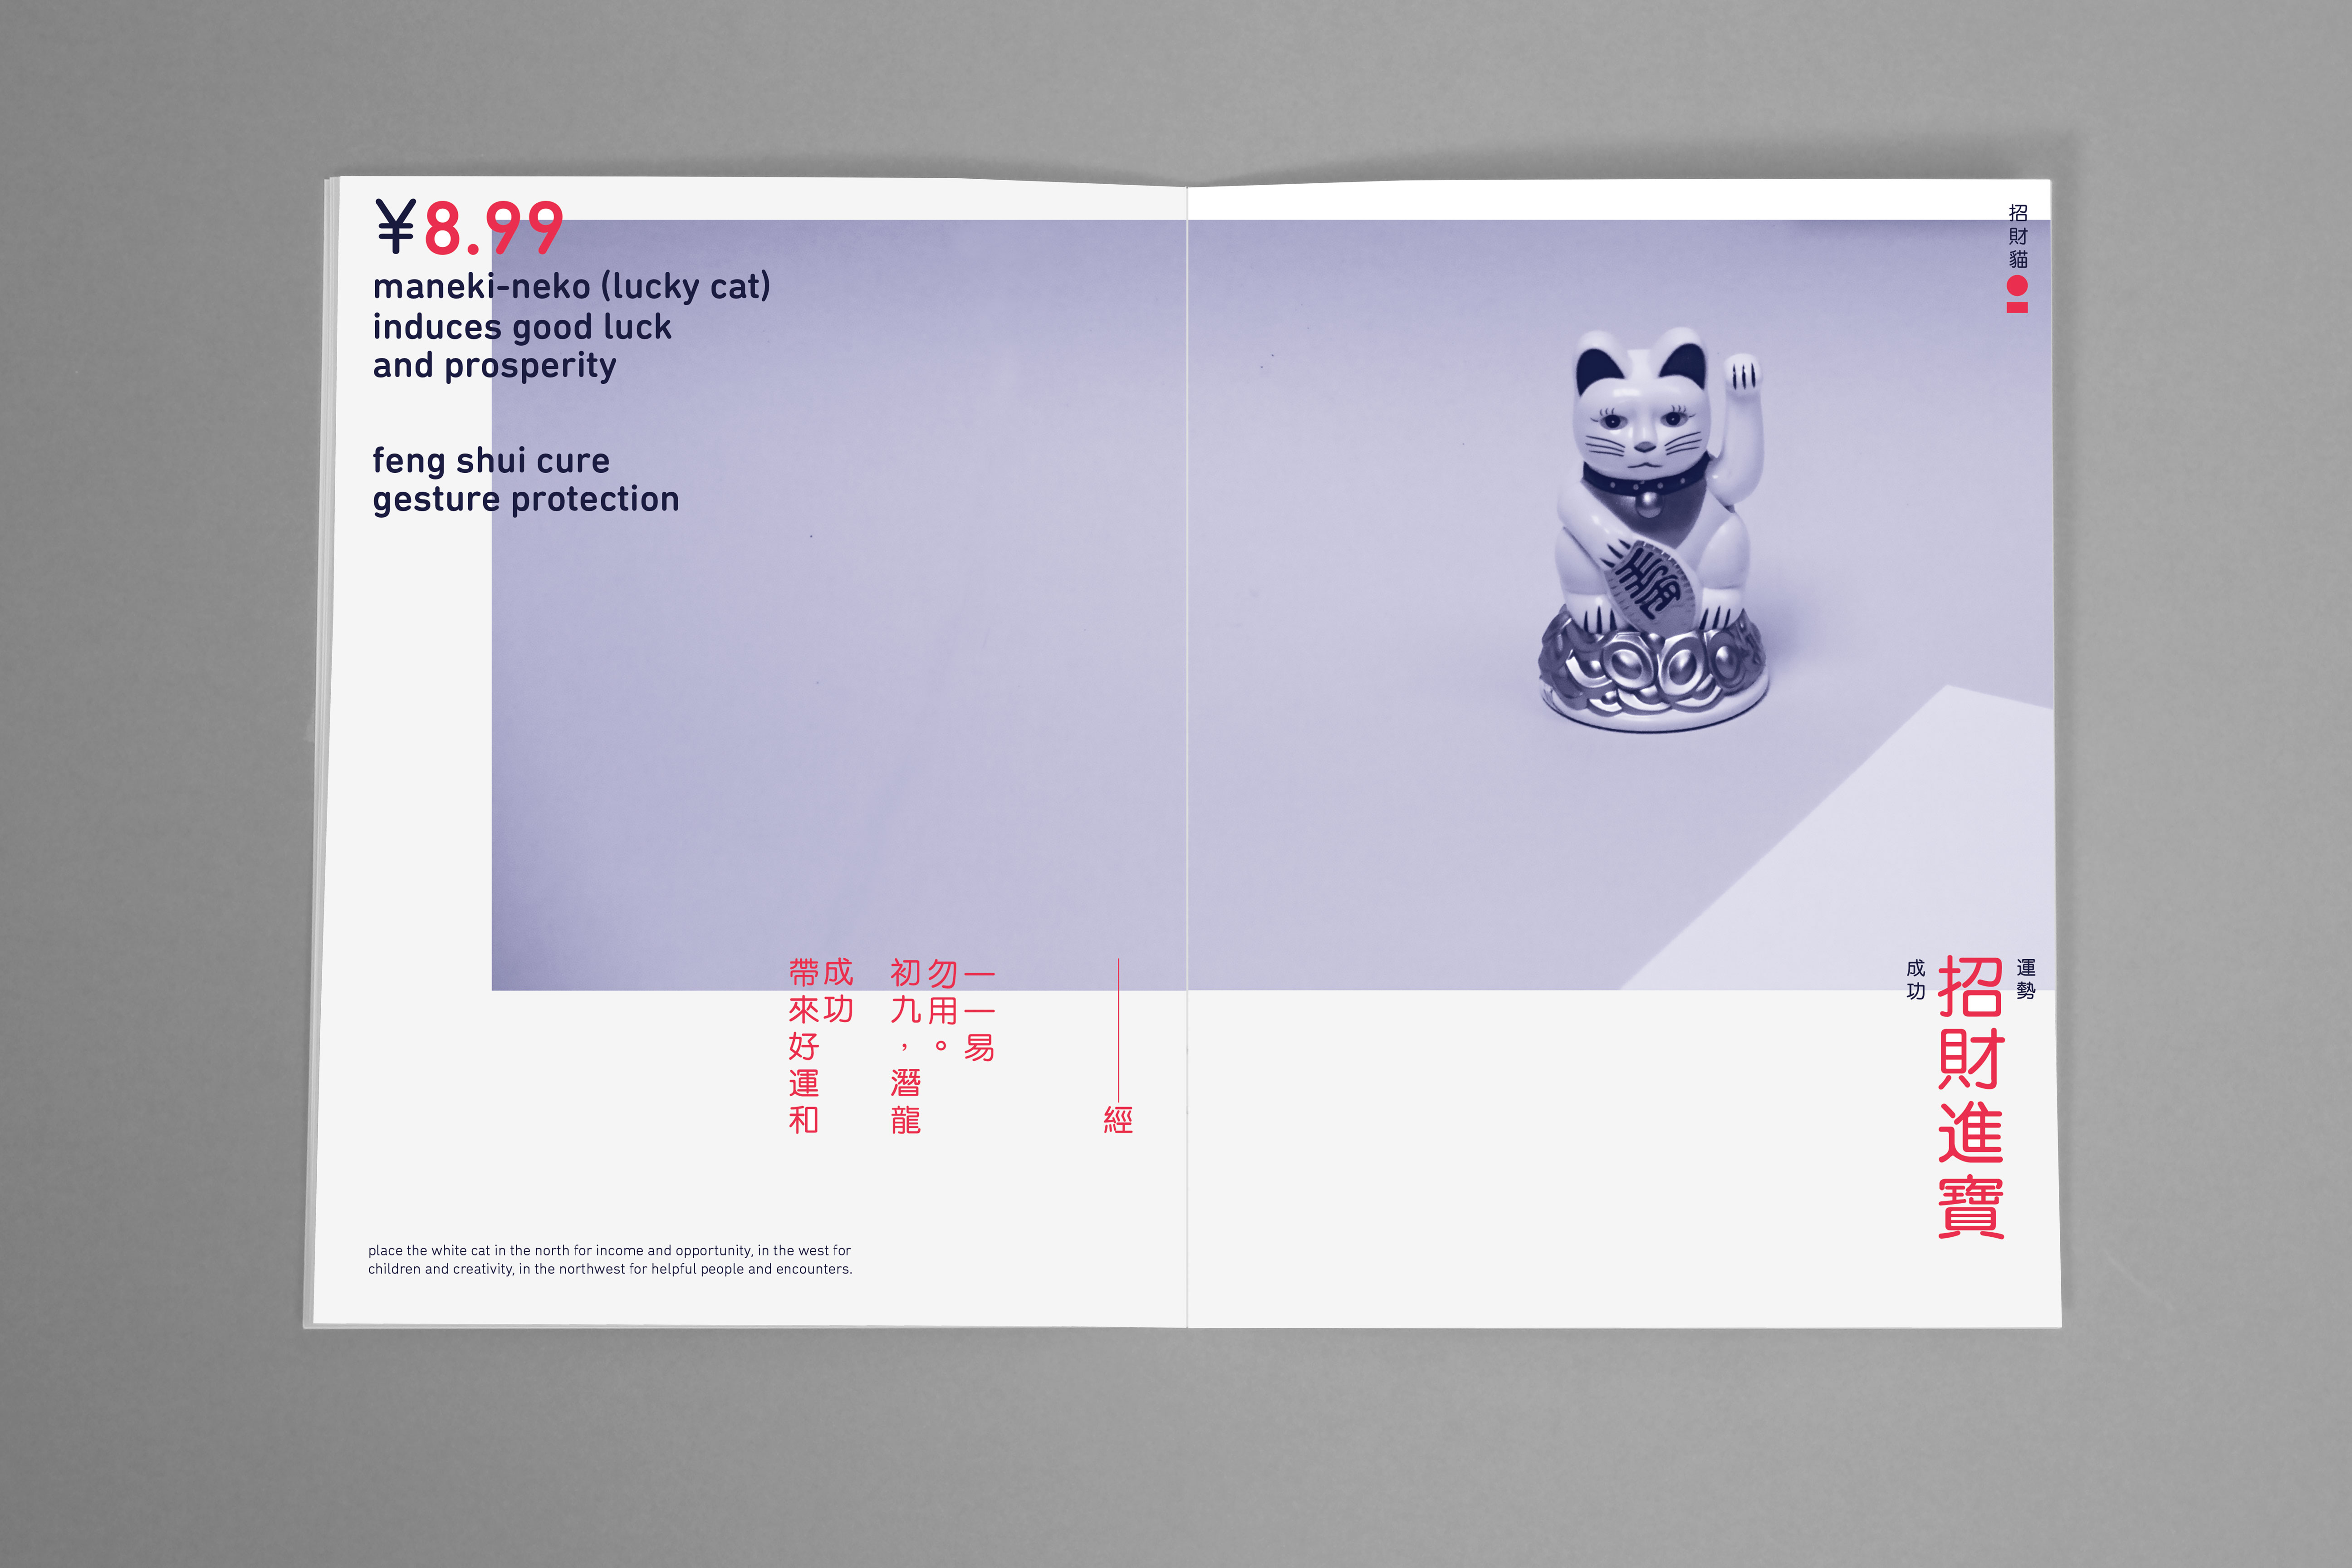 ¥8.99
maneki-neko (lucky cat)
induces good luck
and prosperity
feng shui cure
gesture protection
帶來好運和
成功
初九，潛龍
勿用。
——易
經
place the white cat in the north for income and opportunity, in the west for
children and creativity, in the northwest for helpful people and encounters.
招財貓
運勢
招財進寶
成功